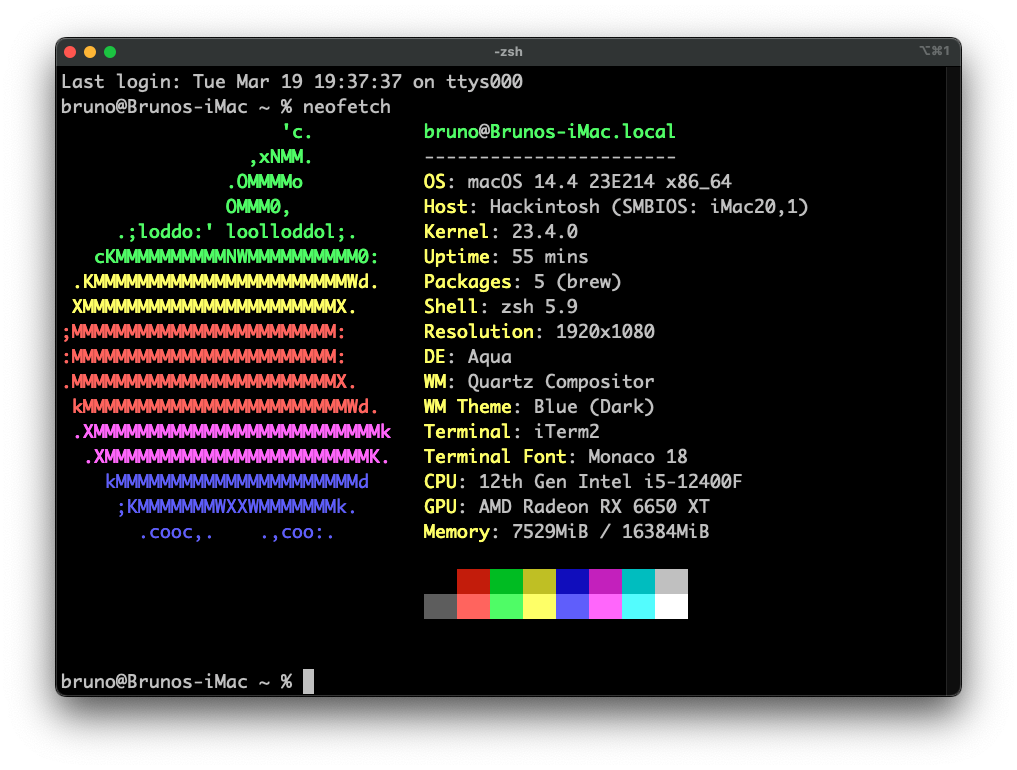 -zsh
⌥⌘1
Last login: Tue Mar 19 19:37:37 on ttys000
bruno@Brunos-iMac ~ % neofetch
                    'c.          bruno@Brunos-iMac.local
                 ,xNMM.          -----------------------
               .OMMMMo           OS: macOS 14.4 23E214 x86_64
               OMMM0,            Host: Hackintosh (SMBIOS: iMac20,1)
     .;loddo:' loolloddol;.      Kernel: 23.4.0
   cKMMMMMMMMMMNWMMMMMMMMMM0:    Uptime: 55 mins
 .KMMMMMMMMMMMMMMMMMMMMMMMWd.    Packages: 5 (brew)
 XMMMMMMMMMMMMMMMMMMMMMMMX.      Shell: zsh 5.9
;MMMMMMMMMMMMMMMMMMMMMMMM:       Resolution: 1920x1080
:MMMMMMMMMMMMMMMMMMMMMMMM:       DE: Aqua
.MMMMMMMMMMMMMMMMMMMMMMMMX.      WM: Quartz Compositor
 kMMMMMMMMMMMMMMMMMMMMMMMMWd.    WM Theme: Blue (Dark)
 .XMMMMMMMMMMMMMMMMMMMMMMMMMMk   Terminal: iTerm2
  .XMMMMMMMMMMMMMMMMMMMMMMMMK.   Terminal Font: Monaco 18
    kMMMMMMMMMMMMMMMMMMMMMMd     CPU: 12th Gen Intel i5-12400F
     ;KMMMMMMMWXXWMMMMMMMk.      GPU: AMD Radeon RX 6650 XT
       .cooc,.    .,coo:.        Memory: 7529MiB / 16384MiB
bruno@Brunos-iMac ~ %